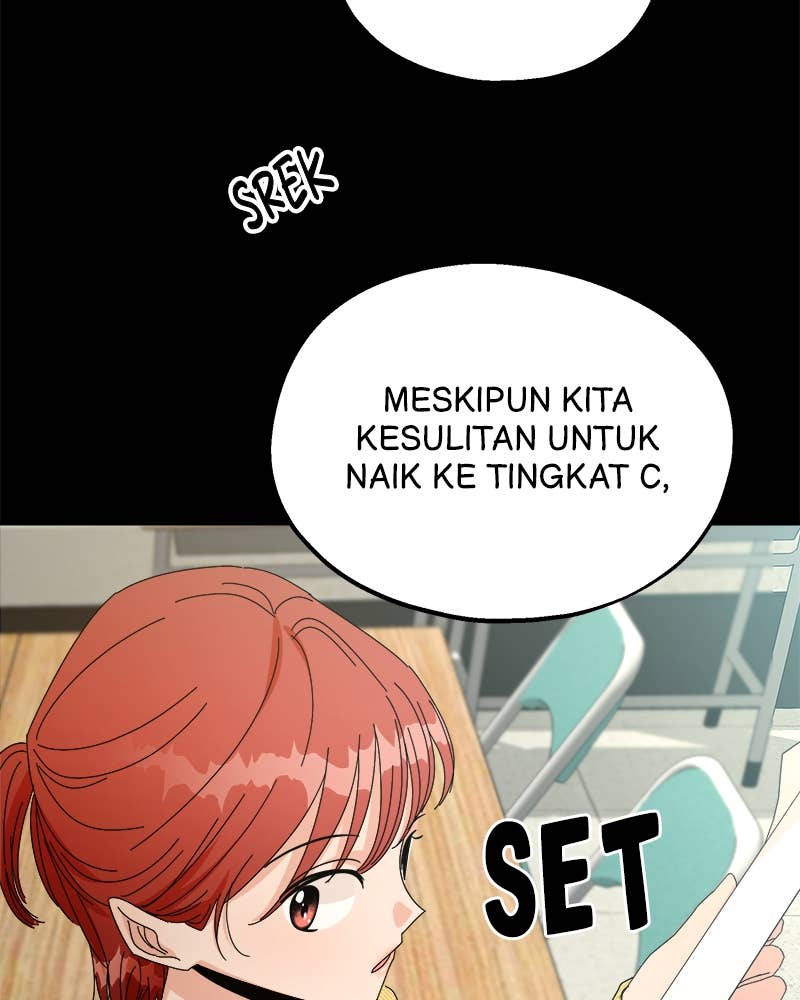 SREK
MESKIPUN KITA
KESULITAN UNTUK
NAIK KE TINGKAT C,
SET